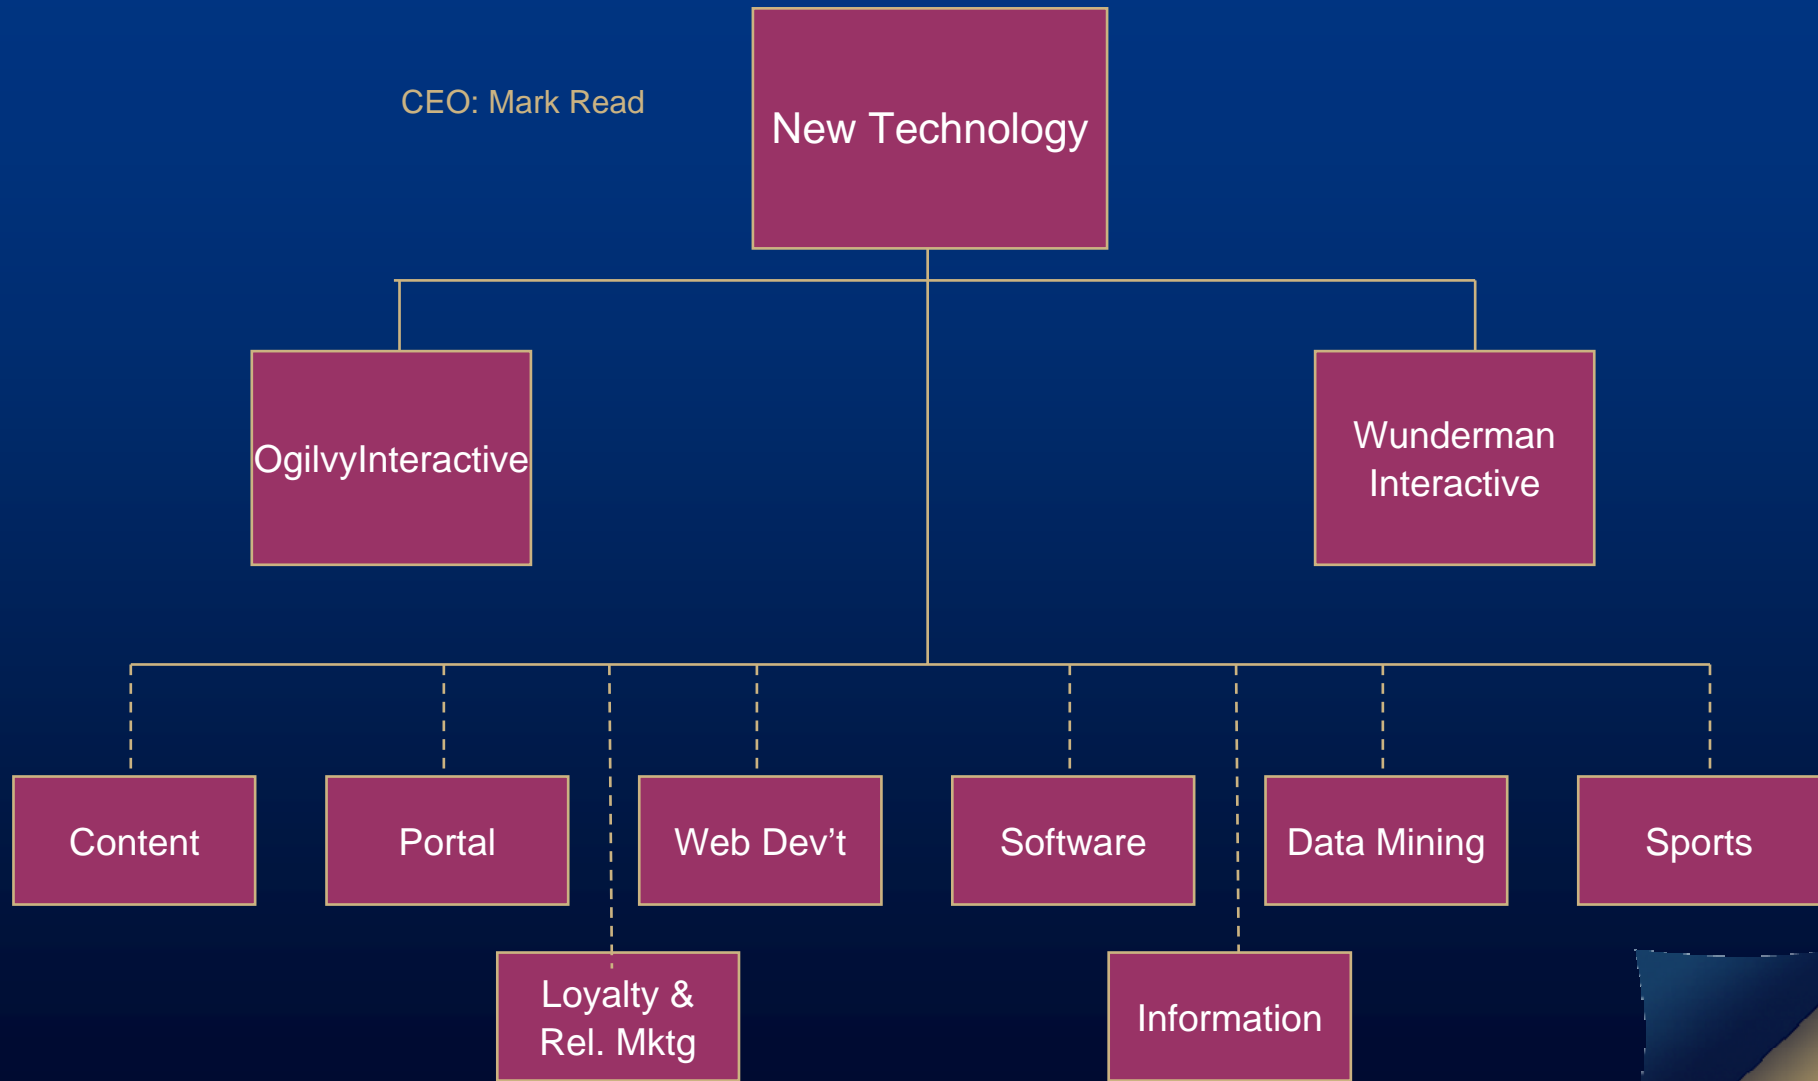 CEO: Mark Read
New Technology
OgilvyInteractive
Wunderman
Interactive
Content
Portal
Web Dev’t
Software
Data Mining
Sports
Loyalty &
Rel. Mktg
Information